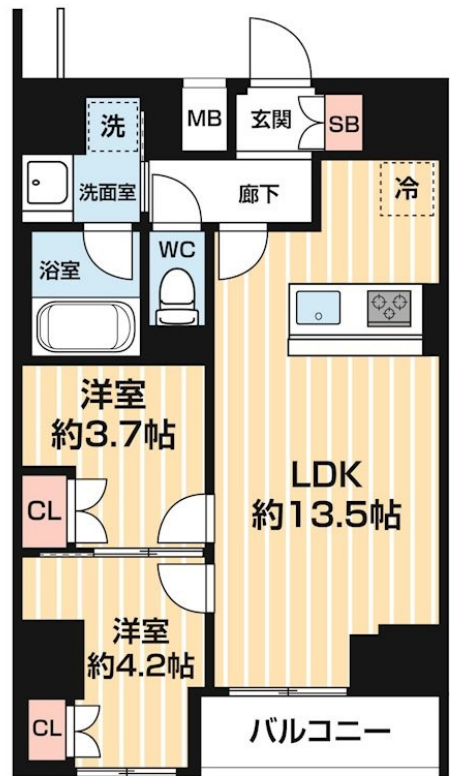 洗
MB
玄関
SB
洗面室
廊下
冷
浴室
WC
洋室
約3.7帖
CL
LDK
約13.5帖
洋室
約4.2帖
CL
バルコニー